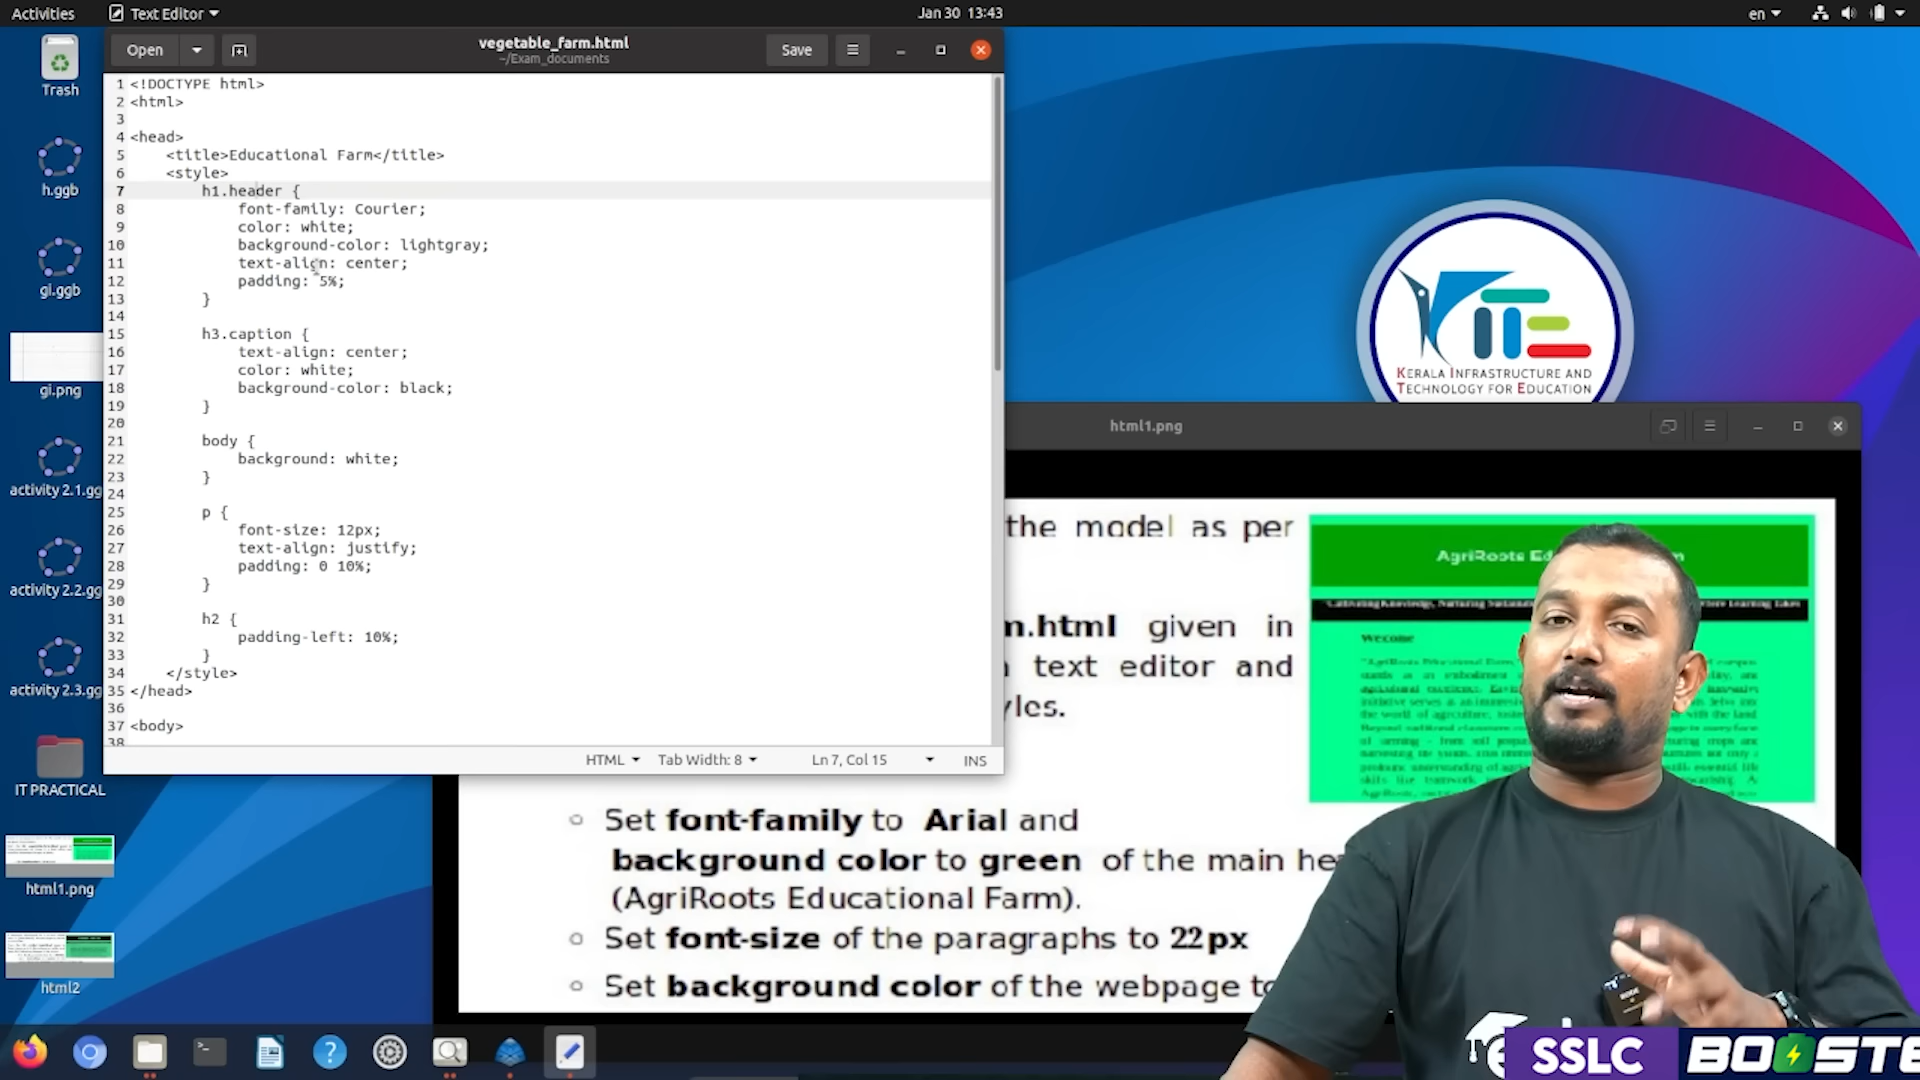 Activities
Text Editor
Jan 30 13:43
en
Open
vegetable_farm.html
~/Exam_documents
Save
Trash
h.ggb
gi.ggb
gi.png
activity 2.1.gg
activity 2.2.gg
activity 2.3.gg
IT PRACTICAL
html1.png
html2
1 <!DOCTYPE html>
2 <html>
3
4 <head>
5 <title>Educational Farm</title>
6 <style>
7 h1.header {
8 font-family: Courier;
9 color: white;
10 background-color: lightgray;
11 text-align: center;
12 padding: 5%;
13 }
14
15 h3.caption {
16 text-align: center;
17 color: white;
18 background-color: black;
19 }
20
21 body {
22 background: white;
23 }
24
25 p {
26 font-size: 12px;
27 text-align: justify;
28 padding: 0 10%;
29 }
30
31 h2 {
32 padding-left: 10%;
33 }
34 </style>
35 </head>
36
37 <body>
38
HTML
Tab Width: 8
Ln 7, Col 15
INS
KERALA INFRASTRUCTURE AND
TECHNOLOGY FOR EDUCATION
html1.png
the model as per
m.html given in
text editor and
yles.
AgriRoots Ed
Set font-family to Arial and
background color to green of the main he
(AgriRoots Educational Farm).
Set font-size of the paragraphs to 22px
Set background color of the webpage to
SSLC
BOOSTE